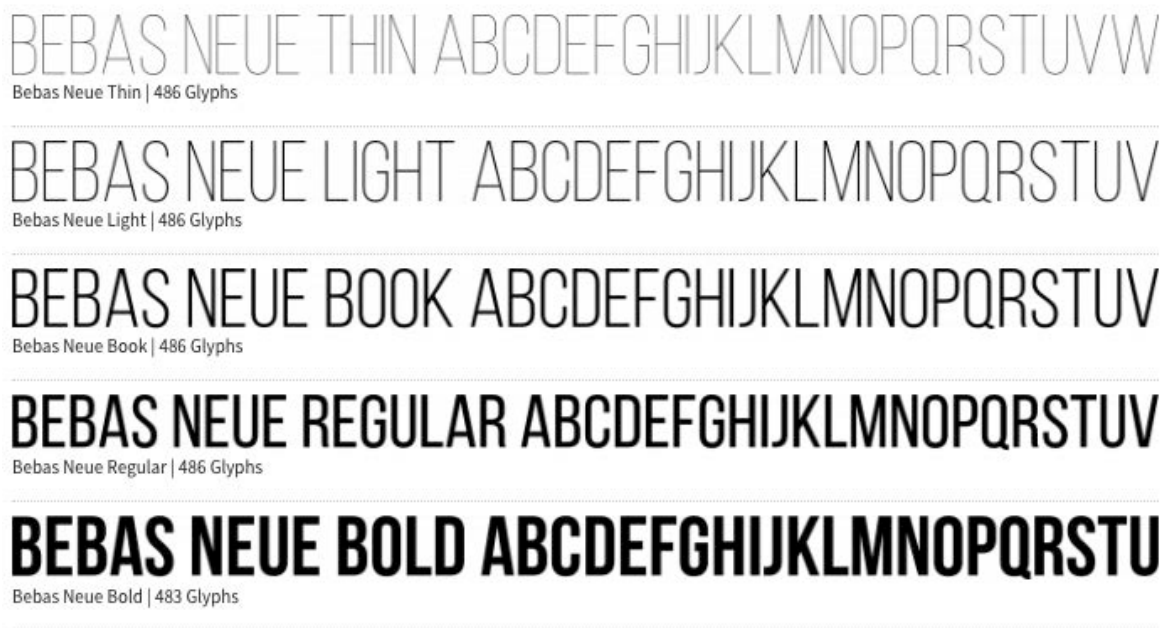 BEBAS NEUE THIN ABCDEFGHIJKLMNOPQRSTUVW
Bebas Neue Thin | 486 Glyphs
BEBAS NEUE LIGHT ABCDEFGHIJKLMNOPQRSTUV
Bebas Neue Light | 486 Glyphs
BEBAS NEUE BOOK ABCDEFGHIJKLMNOPQRSTUV
Bebas Neue Book | 486 Glyphs
BEBAS NEUE REGULAR ABCDEFGHIJKLMNOPQRSTUV
Bebas Neue Regular | 486 Glyphs
BEBAS NEUE BOLD ABCDEFGHIJKLMNOPQRSTU
Bebas Neue Bold | 483 Glyphs